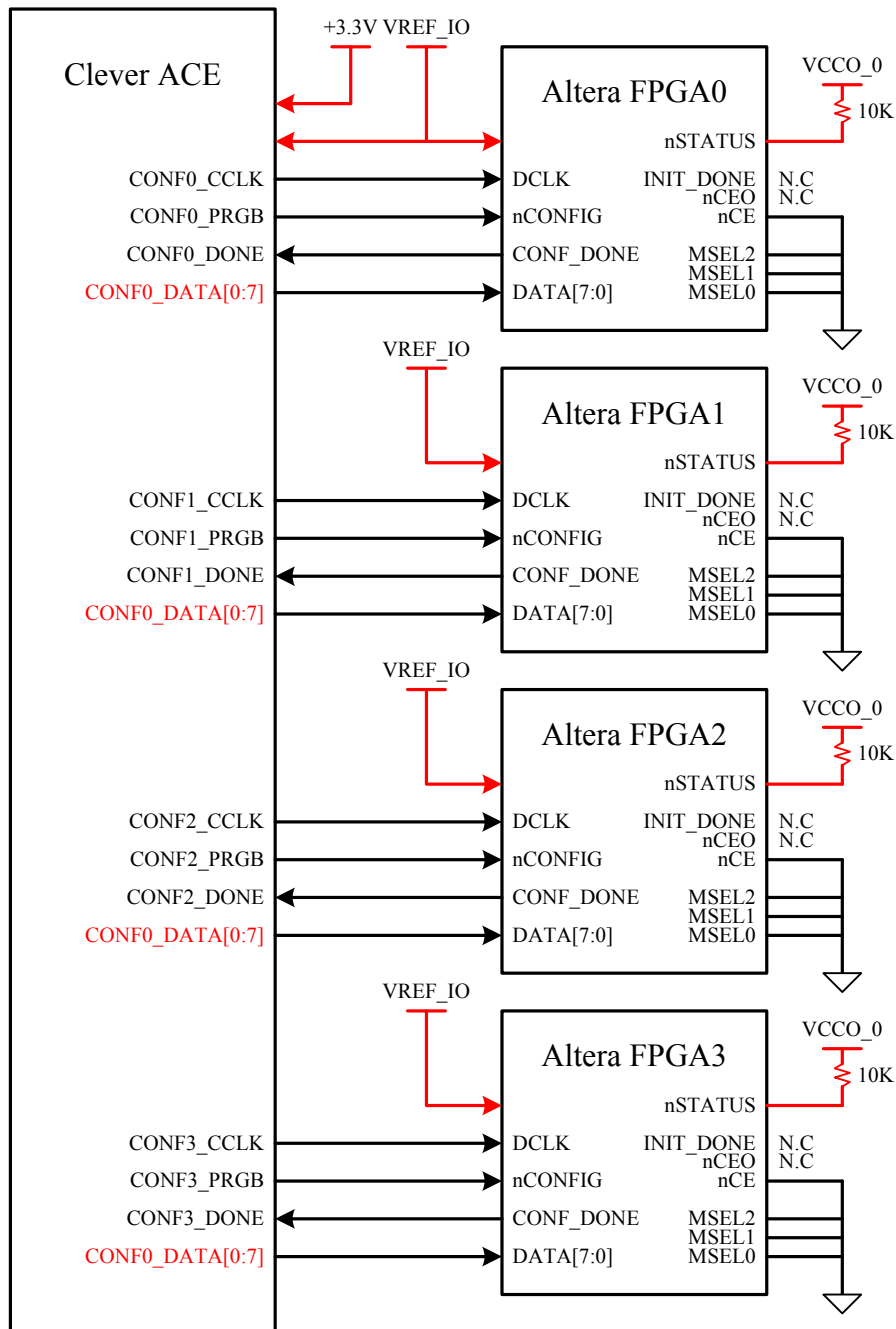 +3.3V VREF_IO
Clever ACE
Altera FPGA0
VCCO_0
10K
nSTATUS
CONF0_CCLK DCLK INIT_DONE N.C
nCEO N.C
CONF0_PRGB nCONFIG nCE
CONF0_DONE CONF_DONE MSEL2
MSEL1
CONF0_DATA[0:7] DATA[7:0] MSEL0
VREF_IO
Altera FPGA1
VCCO_0
10K
nSTATUS
CONF1_CCLK DCLK INIT_DONE N.C
nCEO N.C
CONF1_PRGB nCONFIG nCE
CONF1_DONE CONF_DONE MSEL2
MSEL1
CONF0_DATA[0:7] DATA[7:0] MSEL0
VREF_IO
Altera FPGA2
VCCO_0
10K
nSTATUS
CONF2_CCLK DCLK INIT_DONE N.C
nCEO N.C
CONF2_PRGB nCONFIG nCE
CONF2_DONE CONF_DONE MSEL2
MSEL1
CONF0_DATA[0:7] DATA[7:0] MSEL0
VREF_IO
Altera FPGA3
VCCO_0
10K
nSTATUS
CONF3_CCLK DCLK INIT_DONE N.C
nCEO N.C
CONF3_PRGB nCONFIG nCE
CONF3_DONE CONF_DONE MSEL2
MSEL1
CONF0_DATA[0:7] DATA[7:0] MSEL0